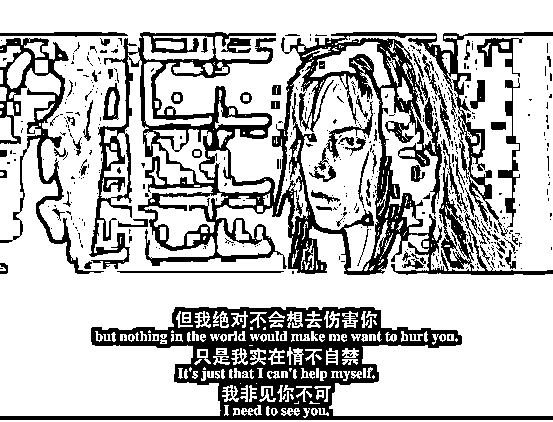 但我绝对不会想去伤害你
but nothing in the world would make me want to hurt you.
只是我实在情不自禁
It's just that I can't help myself.
我非见你不可
I need to see you.